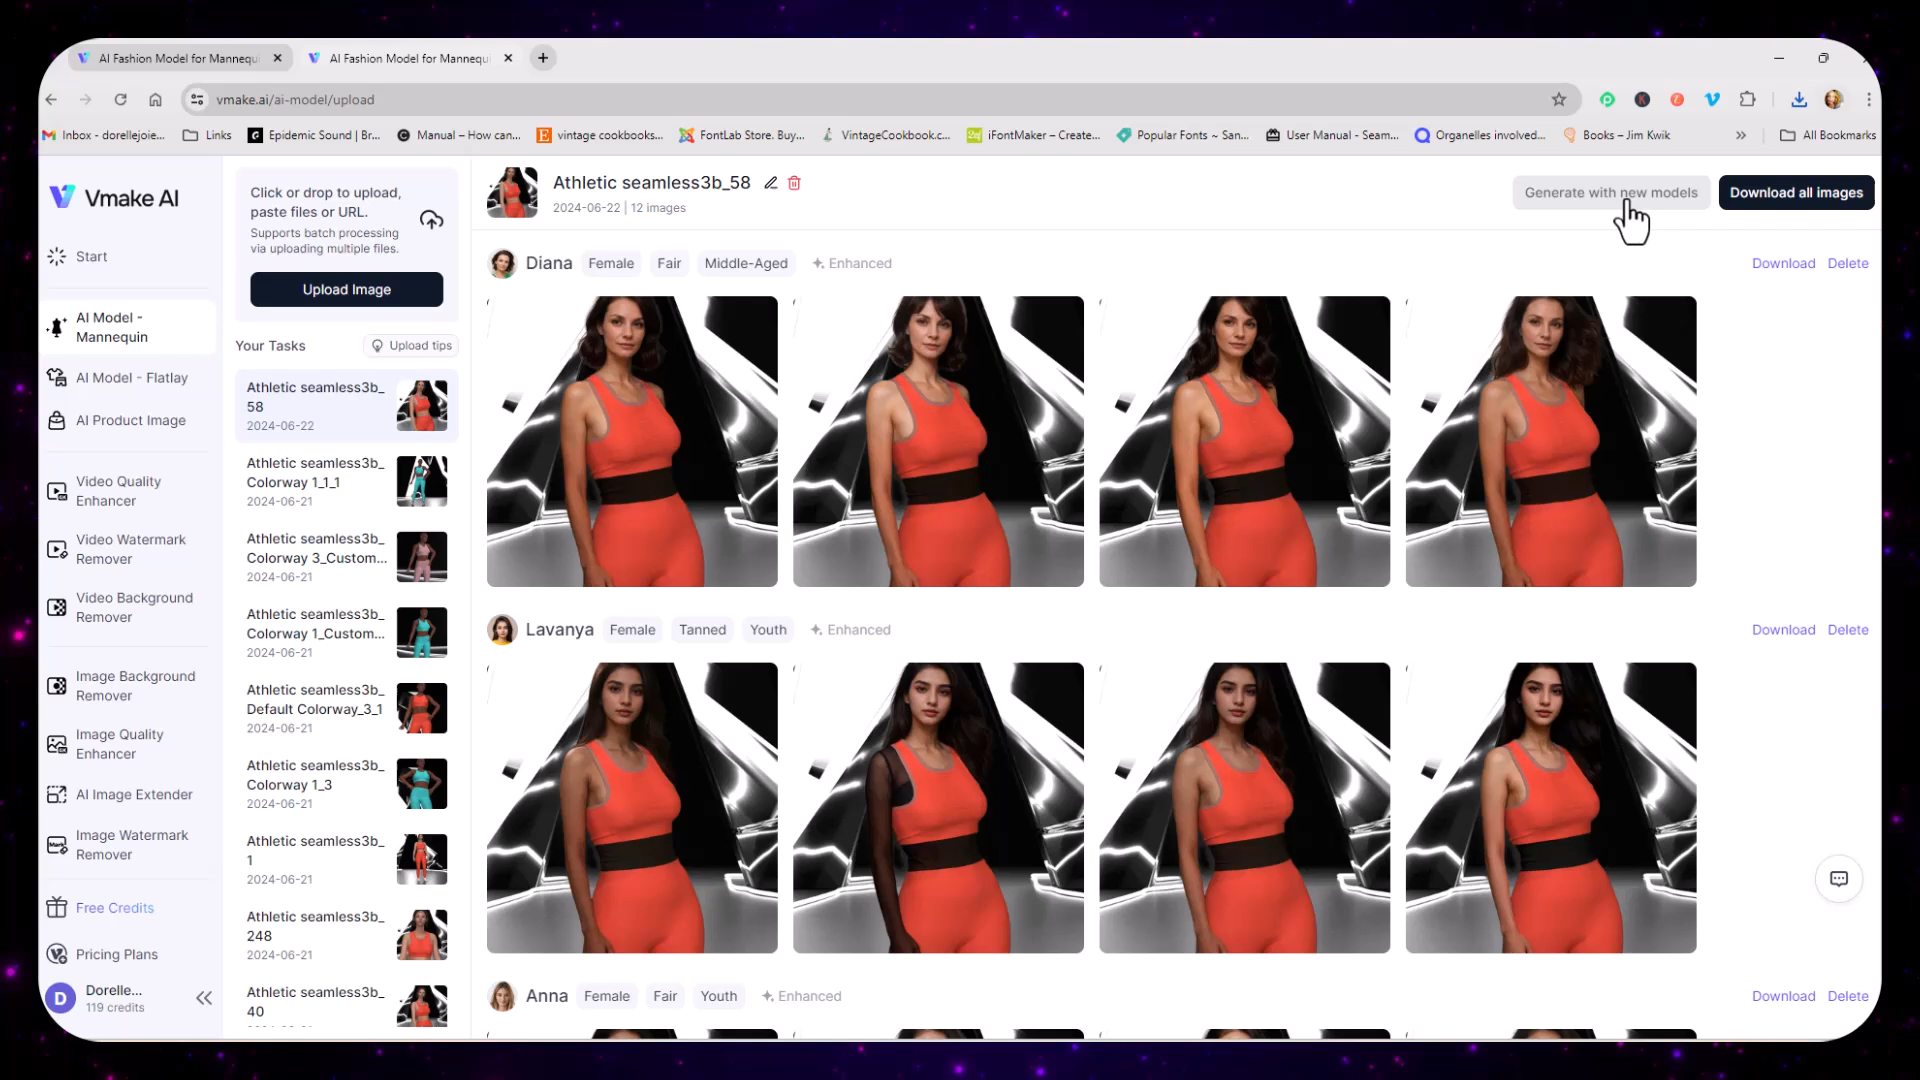 AI Fashion Model for Mannequ
AI Fashion Model for Mannequ
vmake.ai/ai-model/upload
Inbox - dorellejoie...
Links
Epidemic Sound | Br...
Manual – How can...
vintage cookbooks...
FontLab Store. Buy...
VintageCookbook.c...
iFontMaker – Create...
Popular Fonts ~ San...
User Manual - Seam...
Organelles involved...
Books – Jim Kwik
All Bookmarks
Vmake AI
Start
AI Model -
Mannequin
AI Model - Flatlay
AI Product Image
Video Quality
Enhancer
Video Watermark
Remover
Video Background
Remover
Image Background
Remover
Image Quality
Enhancer
AI Image Extender
Image Watermark
Remover
Free Credits
Pricing Plans
D
Dorelle...
119 credits
Click or drop to upload,
paste files or URL.
Supports batch processing
via uploading multiple files.
Upload Image
Your Tasks
Upload tips
Athletic seamless3b_
58
2024-06-22
Athletic seamless3b_
Colorway 1_1_1
2024-06-21
Athletic seamless3b_
Colorway 3_Custom...
2024-06-21
Athletic seamless3b_
Colorway 1_Custom...
2024-06-21
Athletic seamless3b_
Default Colorway_3_1
2024-06-21
Athletic seamless3b_
Colorway 1_3
2024-06-21
Athletic seamless3b_
1
2024-06-21
Athletic seamless3b_
248
2024-06-21
Athletic seamless3b_
40
Athletic seamless3b_58
2024-06-22 | 12 images
Generate with new models
Download all images
Diana Female Fair Middle-Aged Enhanced
Download Delete
Lavanya Female Tanned Youth Enhanced
Download Delete
Anna Female Fair Youth Enhanced
Download Delete